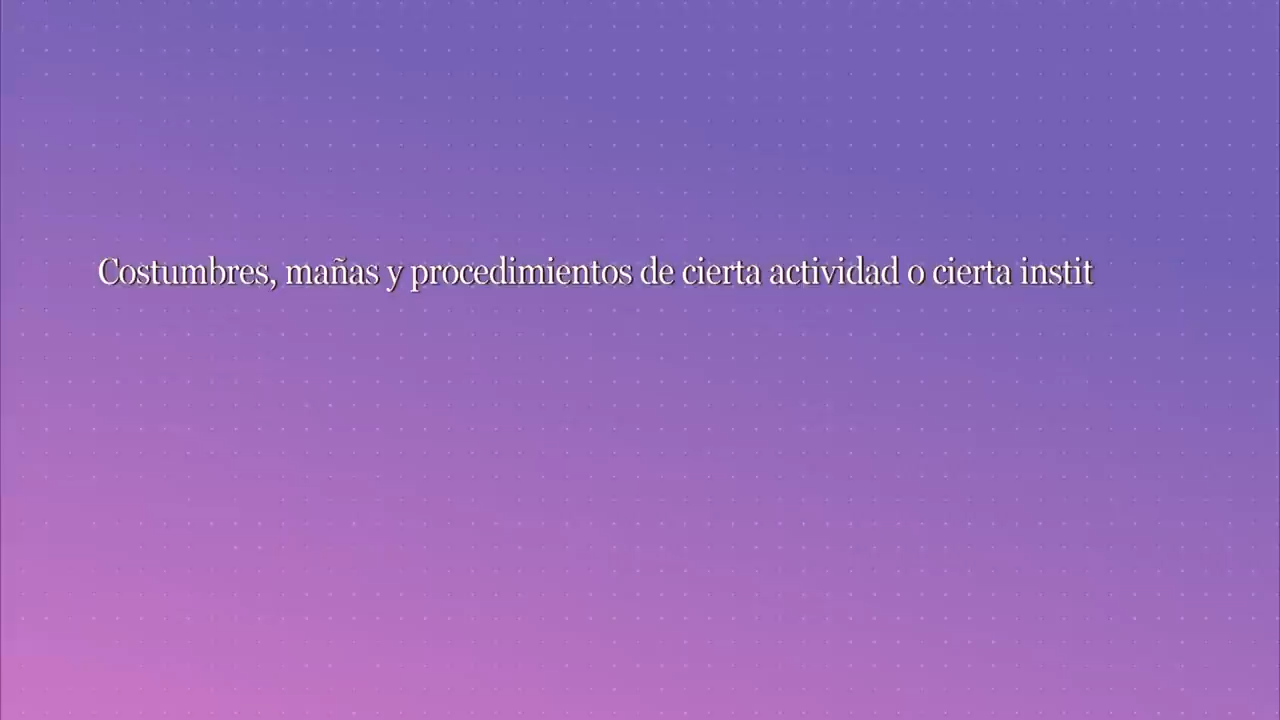 Costumbres, mañas y procedimientos de cierta actividad o cierta instit